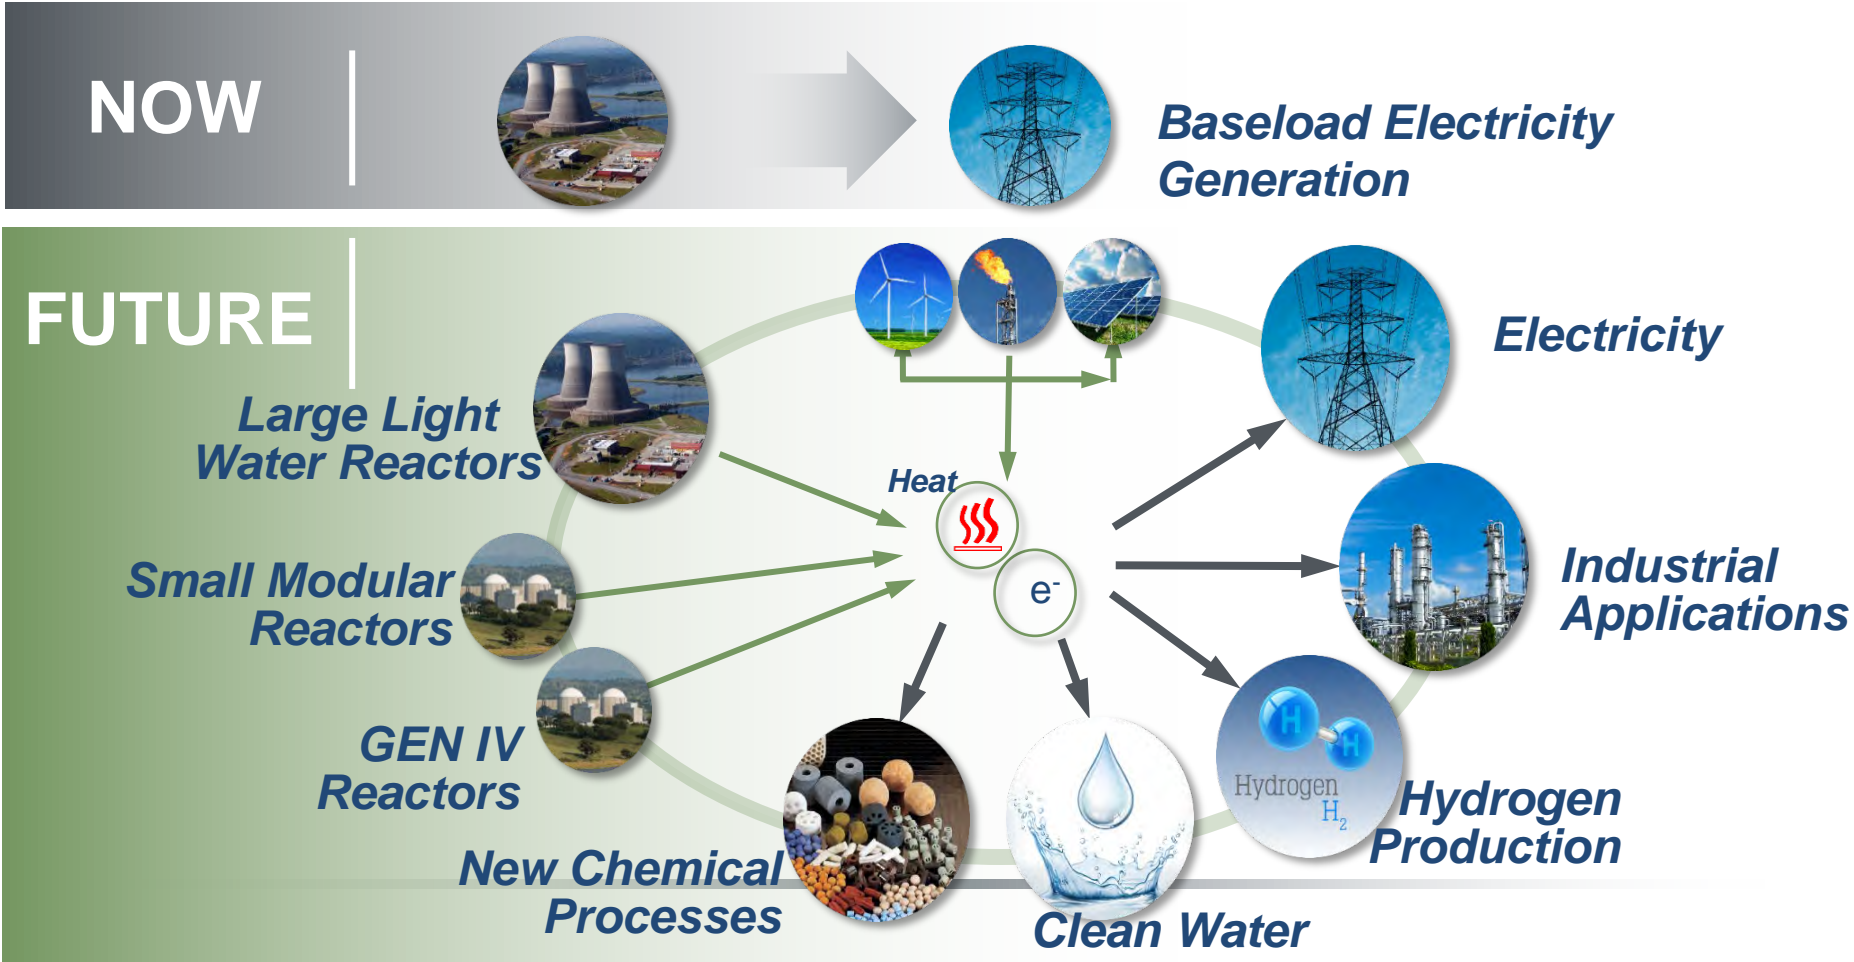 NOW
Baseload Electricity
Generation
FUTURE
Electricity
Large Light
Water Reactors
Heat
e-
Small Modular
Reactors
Industrial
Applications
GEN IV
Reactors
H
H
Hydrogen
H2
Hydrogen
Production
New Chemical
Processes
Clean Water